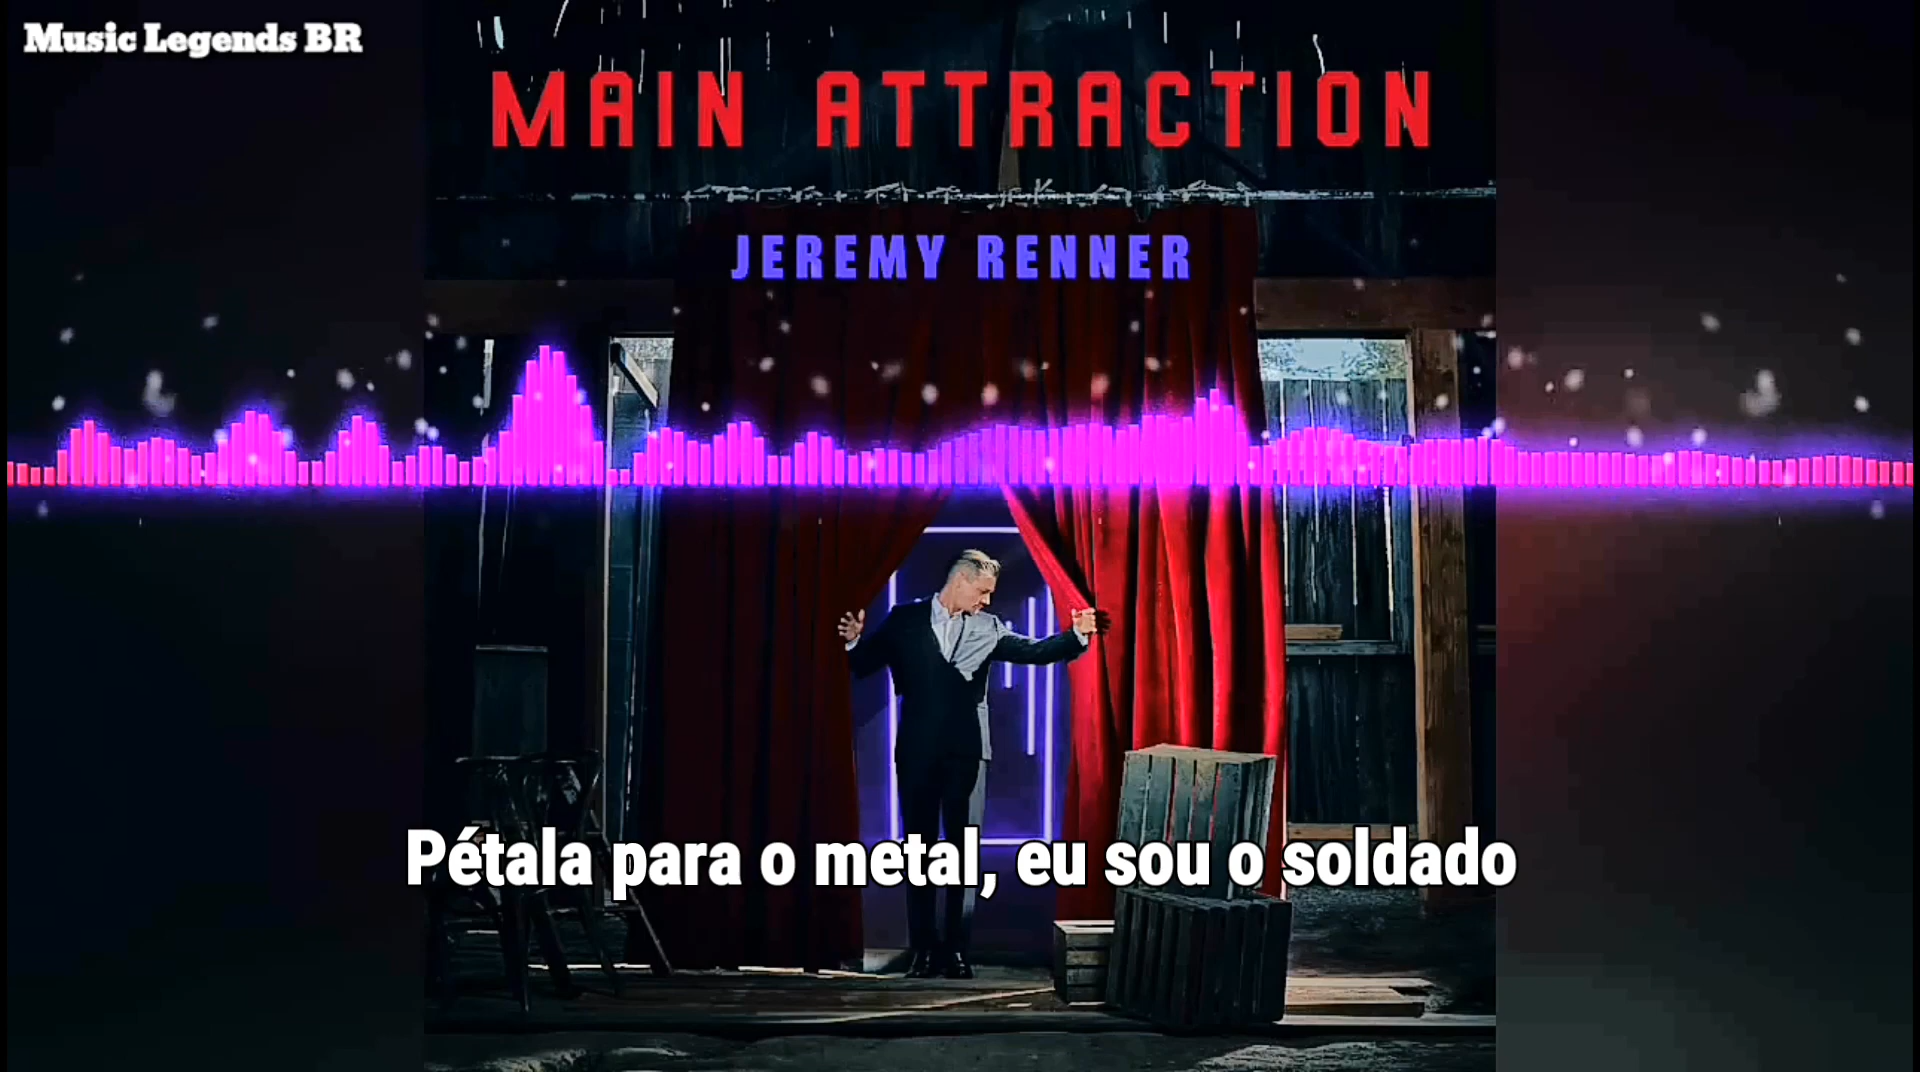 Music Legends BR
MAIN ATTRACTION
JEREMY RENNER
Pétala para o metal, eu sou o soldado